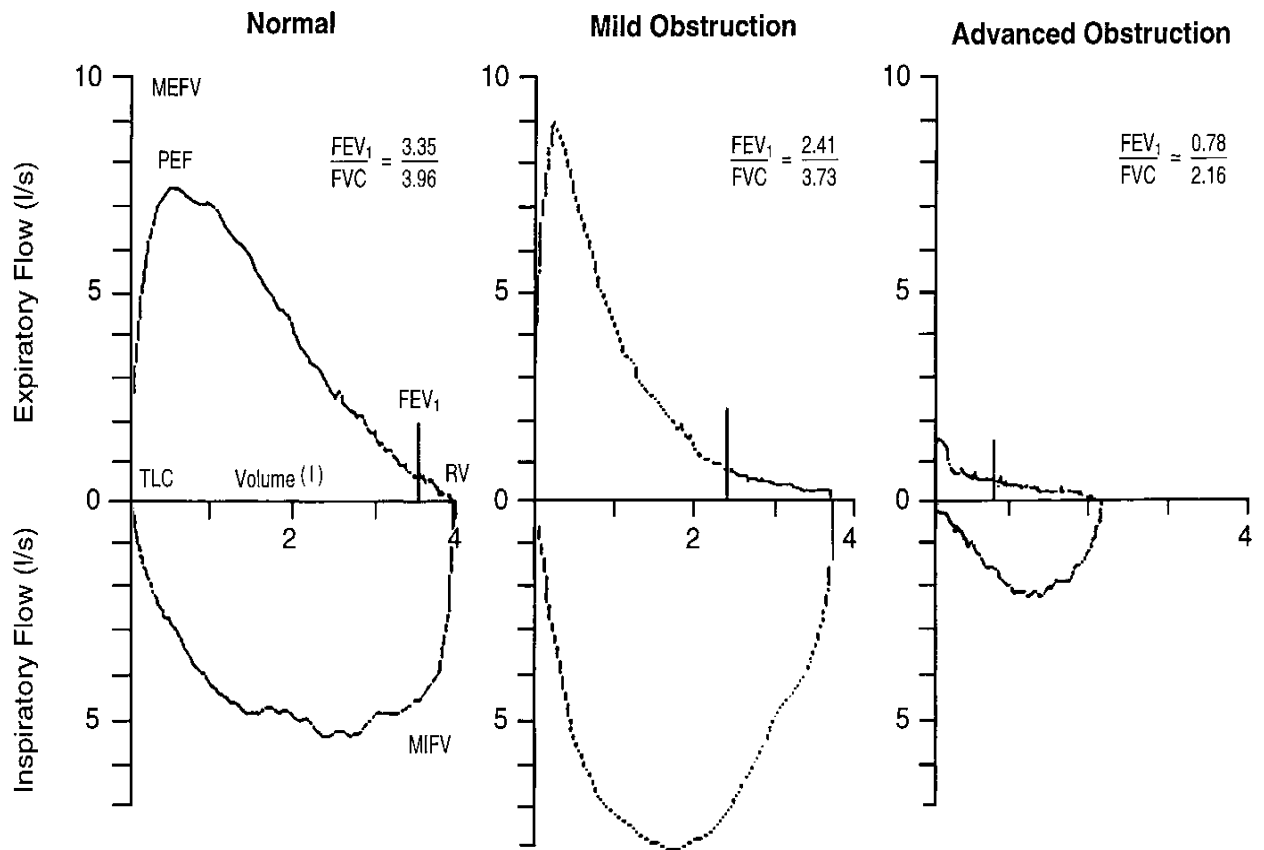 Normal
Mild Obstruction
Advanced Obstruction
Expiratory Flow (l/s)
Inspiratory Flow (l/s)
10
MEFV
PEF
FEV₁ = 3.35
FVC 3.96
5
FEV₁
TLC
Volume (l)
RV
0
2
4
5
MIFV
10
FEV₁ = 2.41
FVC 3.73
5
0
2
4
5
10
FEV₁ ≃ 0.78
FVC 2.16
5
0
2
4
5